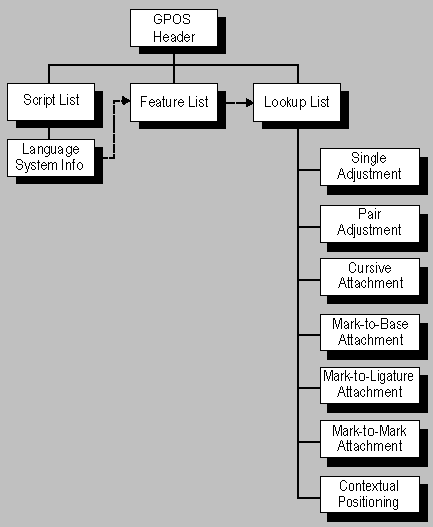 GPOS
Header
Script List
Feature List
Lookup List
Language
System Info
Single
Adjustment
Pair
Adjustment
Cursive
Attachment
Mark-to-Base
Attachment
Mark-to-Ligature
Attachment
Mark-to-Mark
Attachment
Contextual
Positioning